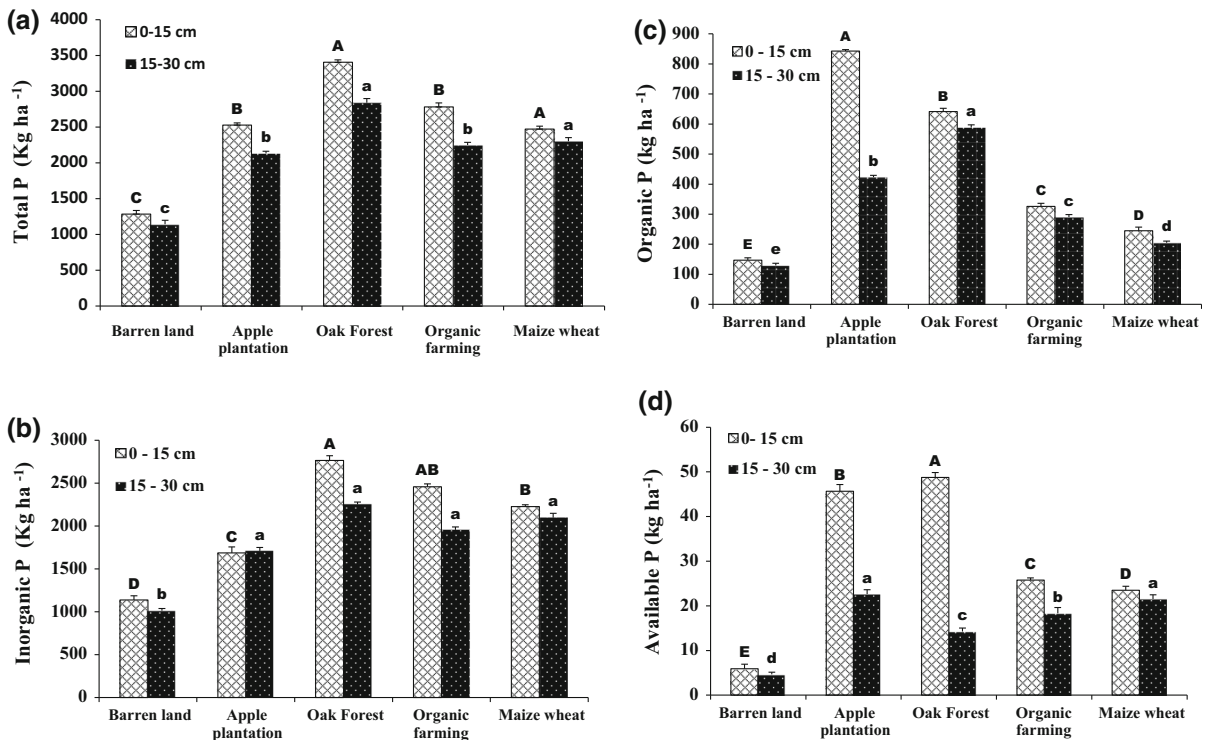 (a)
Total P (Kg ha -1)
4000
3500
3000
2500
2000
1500
1000
500
0
0-15 cm
15-30 cm
C
c
B
b
A
a
B
b
A
a
Barren land
Apple
plantation
Oak Forest
Organic
farming
Maize wheat
(c)
Organic P (kg ha-1)
900
800
700
600
500
400
300
200
100
0
0 - 15 cm
15 - 30 cm
E
e
A
b
B
a
C
c
D
d
Barren land
Apple
plantation
Oak Forest
Organic
farming
Maize wheat
(b)
Inorganic P (Kg ha -1)
3000
2500
2000
1500
1000
500
0
0 - 15 cm
15 - 30 cm
D
b
C
a
A
a
AB
a
B
a
Barren land
Apple
plantation
Oak Forest
Organic
farming
Maize wheat
(d)
Available P (kg ha-1)
60
50
40
30
20
10
0
0- 15 cm
15 - 30 cm
E
d
B
a
A
c
C
b
D
a
Barren land
Apple
plantation
Oak Forest
Organic
farming
Maize wheat